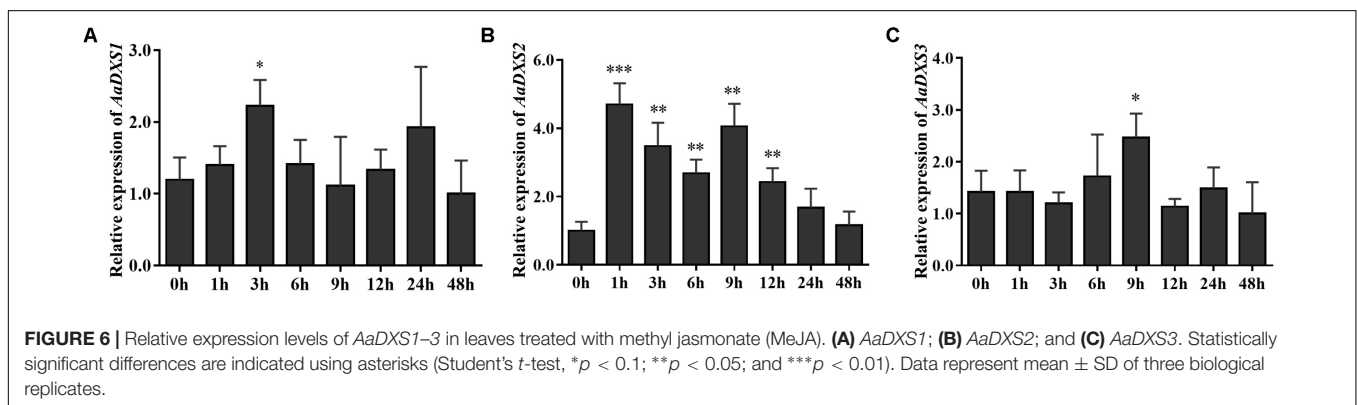 A
Relative expression of AaDXS1
3.0
2.0
1.0
0.0
*
0h 1h 3h 6h 9h 12h 24h 48h
B
Relative expression of AaDXS2
6.0
4.0
2.0
0.0
*** ** ** ** **
0h 1h 3h 6h 9h 12h 24h 48h
C
Relative expression of AaDXS3
4.0
3.0
2.0
1.0
0.0
*
0h 1h 3h 6h 9h 12h 24h 48h
FIGURE 6 | Relative expression levels of AaDXS1–3 in leaves treated with methyl jasmonate (MeJA). (A) AaDXS1; (B) AaDXS2; and (C) AaDXS3. Statistically
significant differences are indicated using asterisks (Student's t-test, *p < 0.1; **p < 0.05; and ***p < 0.01). Data represent mean ± SD of three biological
replicates.